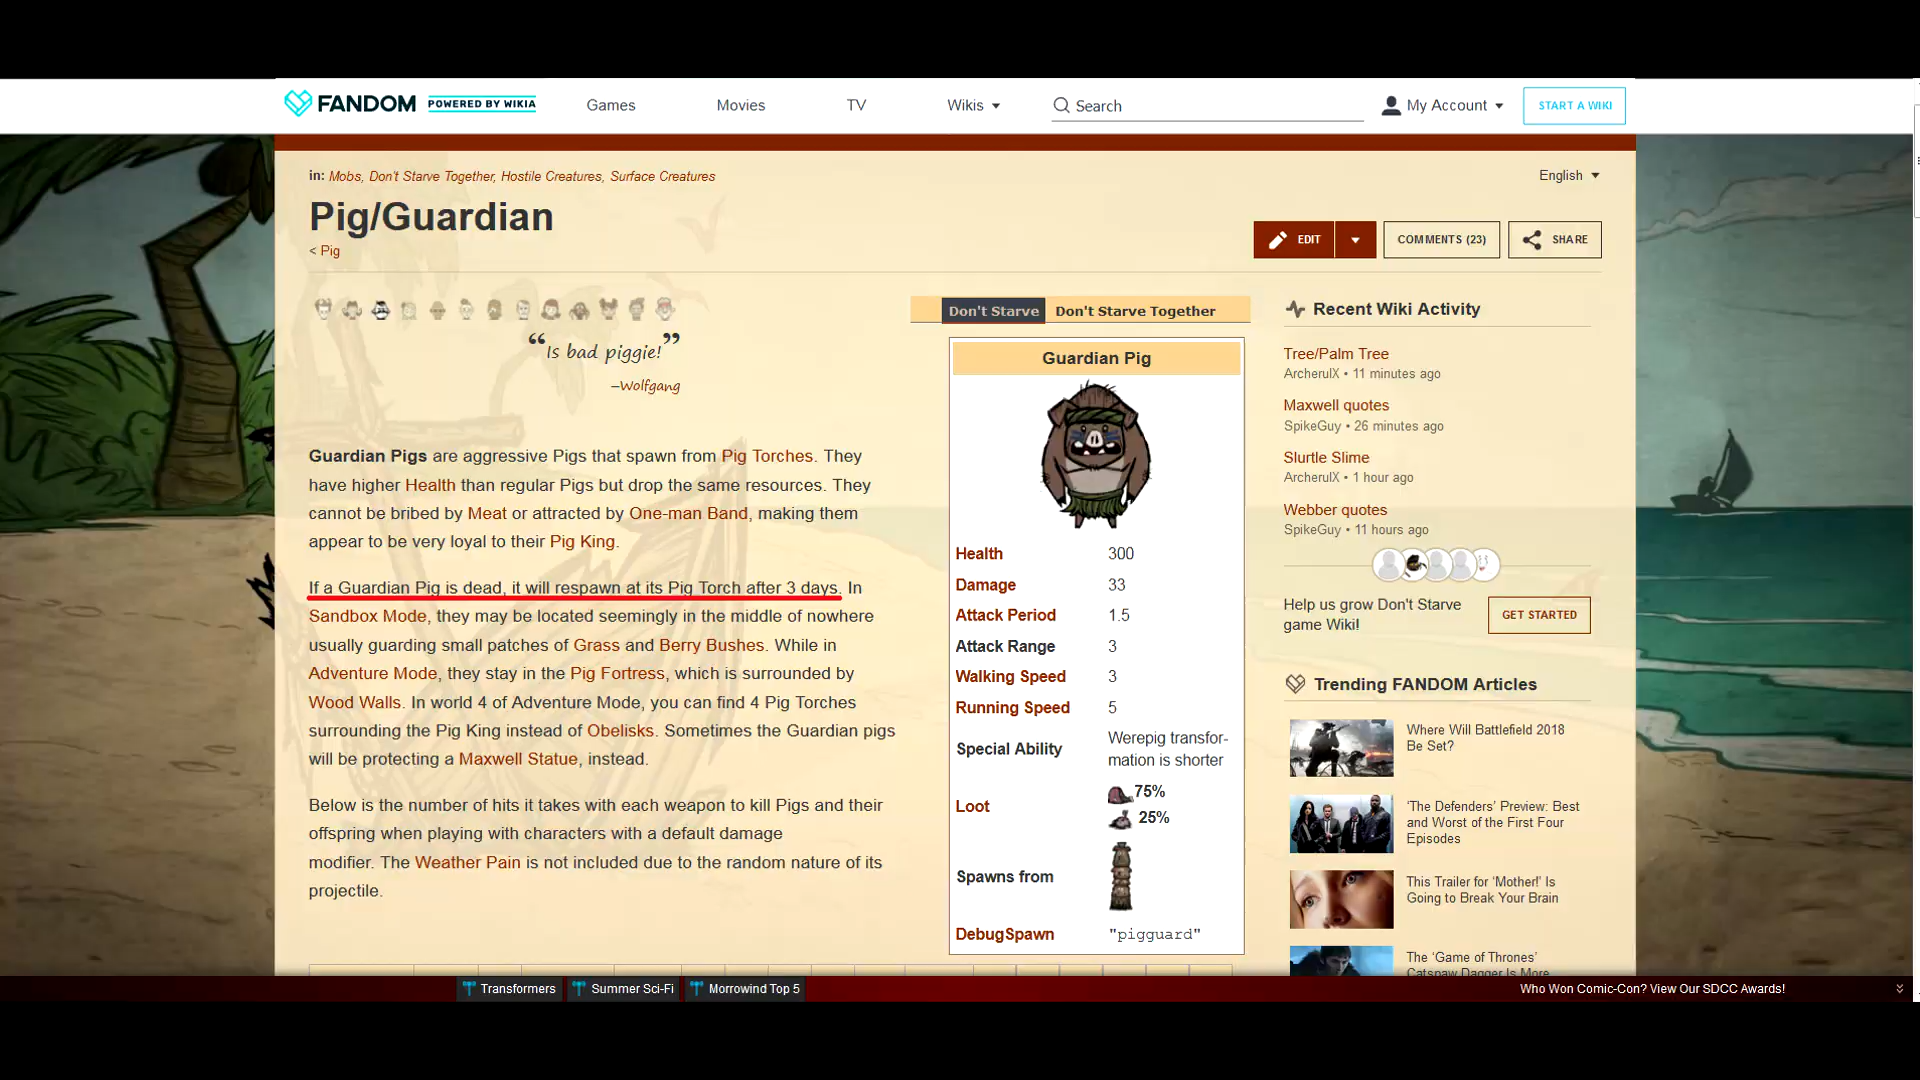 FANDOM POWERED BY WIKIA
Games
Movies
TV
Wikis
Search
My Account
START A WIKI
in: Mobs, Don't Starve Together, Hostile Creatures, Surface Creatures
English
Pig/Guardian
< Pig
EDIT
COMMENTS (23)
SHARE
“Is bad piggie!”
–Wolfgang
Guardian Pigs are aggressive Pigs that spawn from Pig Torches. They
have higher Health than regular Pigs but drop the same resources. They
cannot be bribed by Meat or attracted by One-man Band, making them
appear to be very loyal to their Pig King.
If a Guardian Pig is dead, it will respawn at its Pig Torch after 3 days. In
Sandbox Mode, they may be located seemingly in the middle of nowhere
usually guarding small patches of Grass and Berry Bushes. While in
Adventure Mode, they stay in the Pig Fortress, which is surrounded by
Wood Walls. In world 4 of Adventure Mode, you can find 4 Pig Torches
surrounding the Pig King instead of Obelisks. Sometimes the Guardian pigs
will be protecting a Maxwell Statue, instead.
Below is the number of hits it takes with each weapon to kill Pigs and their
offspring when playing with characters with a default damage
modifier. The Weather Pain is not included due to the random nature of its
projectile.
Don't Starve
Don't Starve Together
Guardian Pig
Health 300
Damage 33
Attack Period 1.5
Attack Range 3
Walking Speed 3
Running Speed 5
Special Ability Werepig transfor-
mation is shorter
Loot 75%
25%
Spawns from
DebugSpawn "pigguard"
Recent Wiki Activity
Tree/Palm Tree
ArcherulX • 11 minutes ago
Maxwell quotes
SpikeGuy • 26 minutes ago
Slurtle Slime
ArcherulX • 1 hour ago
Webber quotes
SpikeGuy • 11 hours ago
Help us grow Don't Starve
game Wiki!
GET STARTED
Trending FANDOM Articles
Where Will Battlefield 2018
Be Set?
‘The Defenders’ Preview: Best
and Worst of the First Four
Episodes
This Trailer for ‘Mother!’ Is
Going to Break Your Brain
The ‘Game of Thrones’
Catspaw Dagger Is More
Transformers
Summer Sci-Fi
Morrowind Top 5
Who Won Comic-Con? View Our SDCC Awards!